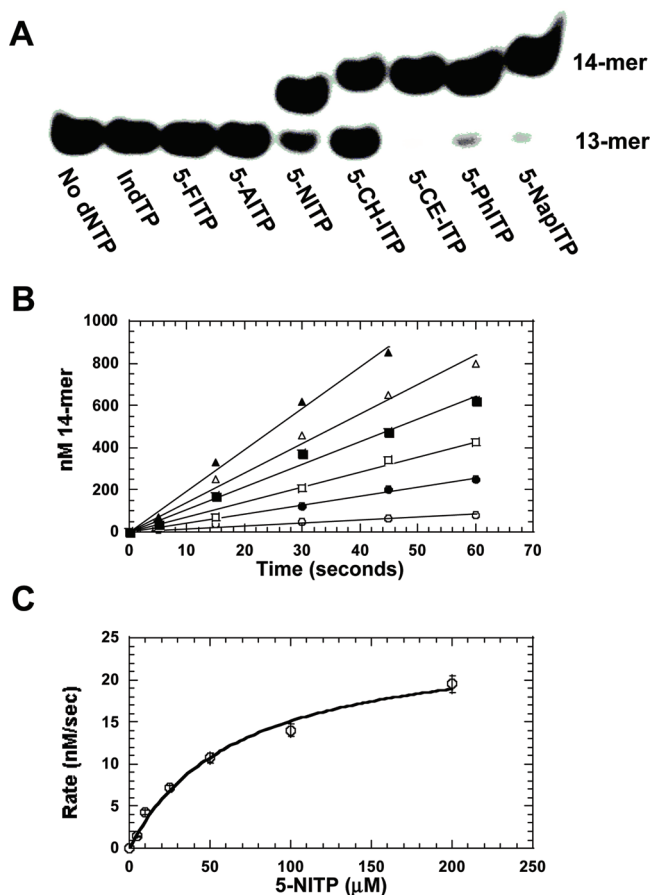 A
14-mer
13-mer
No dNTP
IndTP
5-FITP
5-AITP
5-NITP
5-CH-ITP
5-CE-ITP
5-PhITP
5-NapITP
B
nM 14-mer
1000
800
600
400
200
0
0 10 20 30 40 50 60 70
Time (seconds)
C
Rate (nM/sec)
25
20
15
10
5
0
0 50 100 150 200 250
5-NITP (μM)